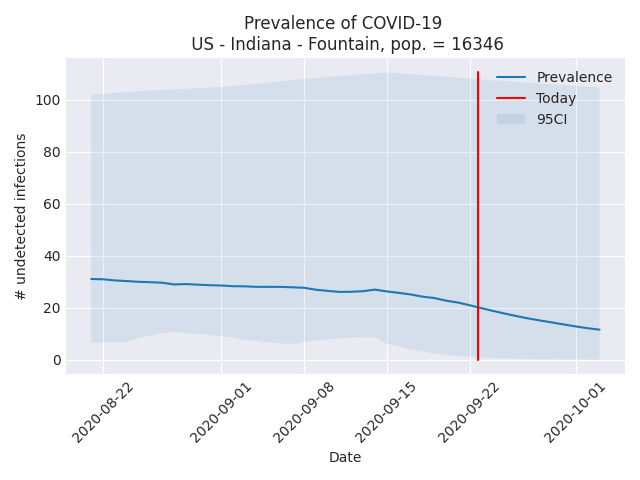 Prevalence of COVID-19
US - Indiana - Fountain, pop. = 16346
Prevalence
Today
95CI
# undetected infections
100
80
60
40
20
0
2020-08-22
2020-09-01
2020-09-08
2020-09-15
2020-09-22
2020-10-01
Date